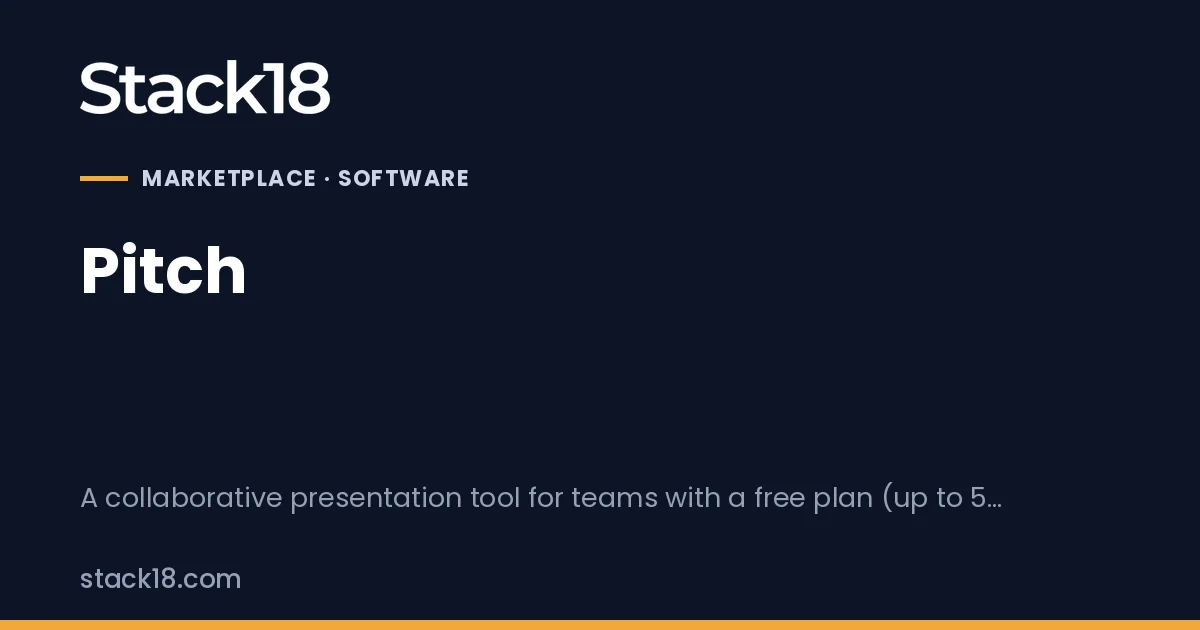 Stack18
MARKETPLACE · SOFTWARE
Pitch
A collaborative presentation tool for teams with a free plan (up to 5...
stack18.com